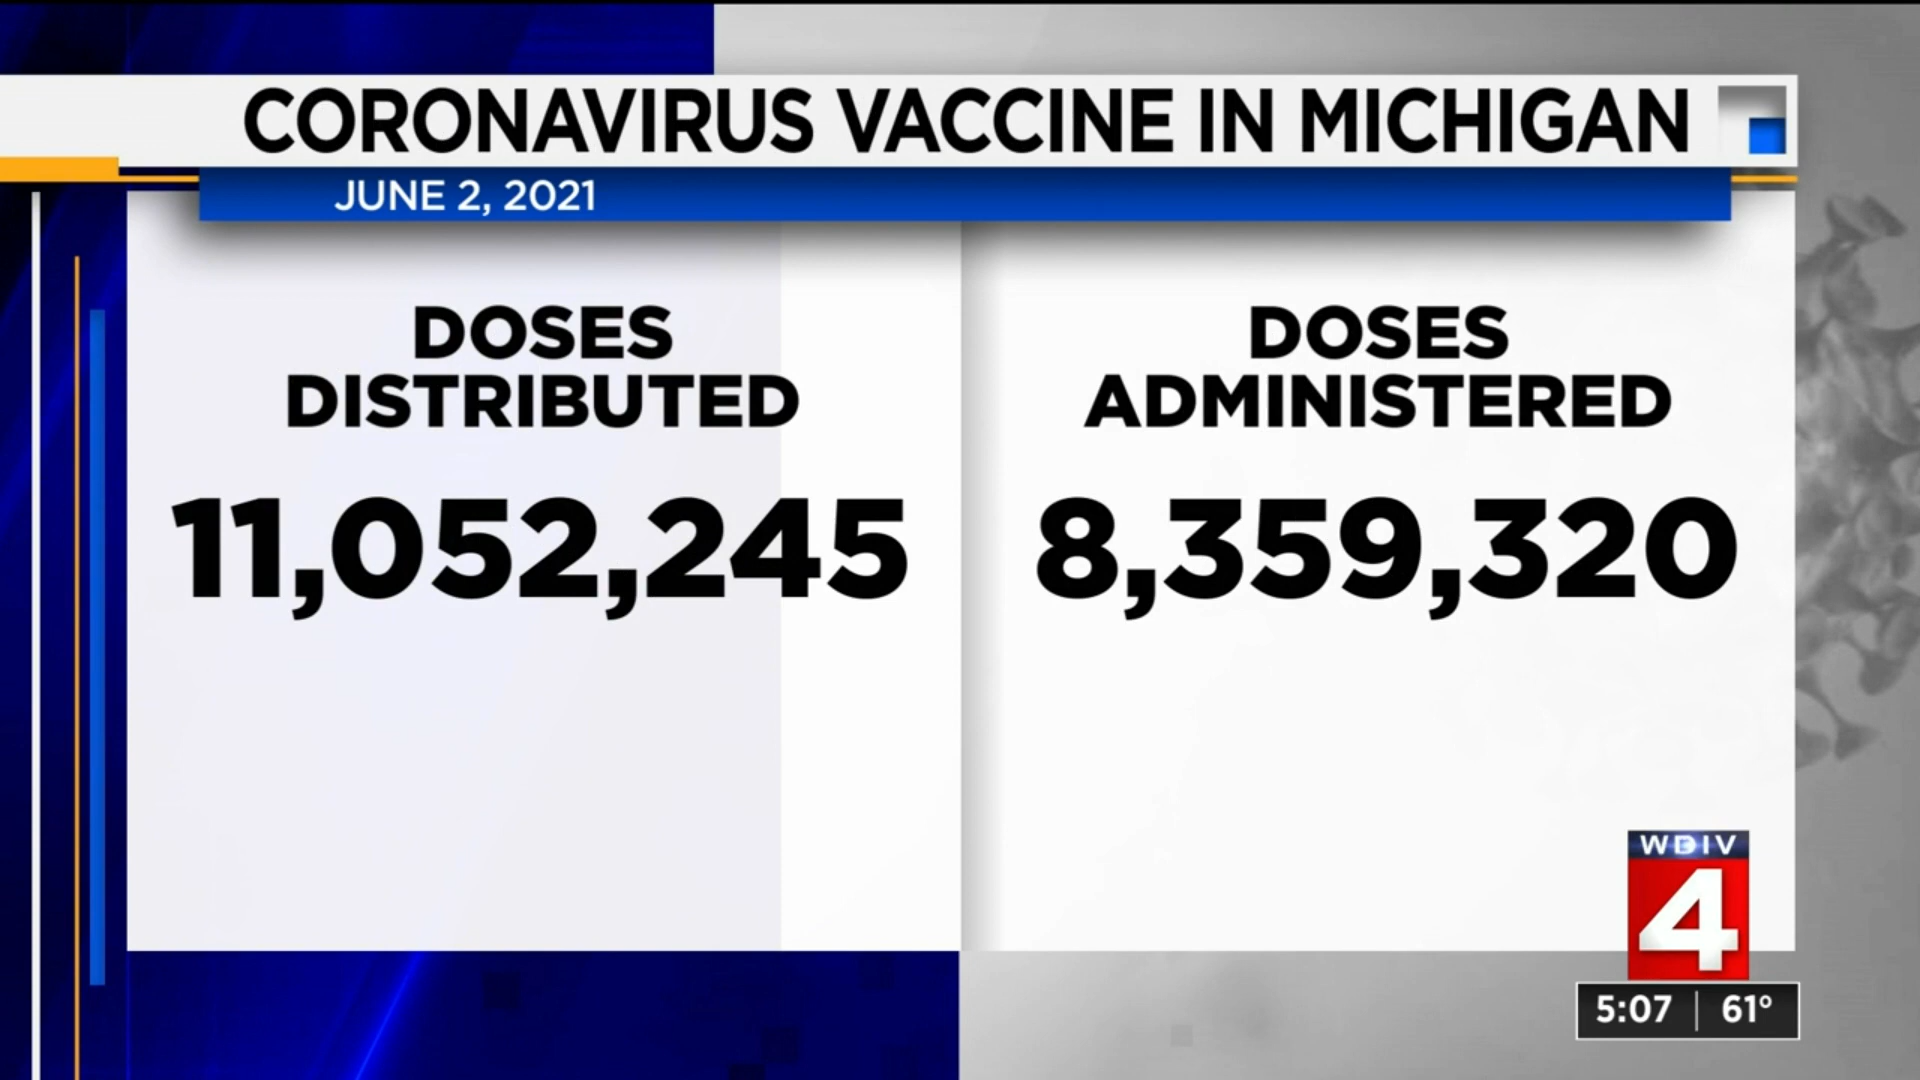 CORONAVIRUS VACCINE IN MICHIGAN
JUNE 2, 2021
DOSES
DISTRIBUTED
11,052,245
DOSES
ADMINISTERED
8,359,320
WDIV
4
5:07 | 61°